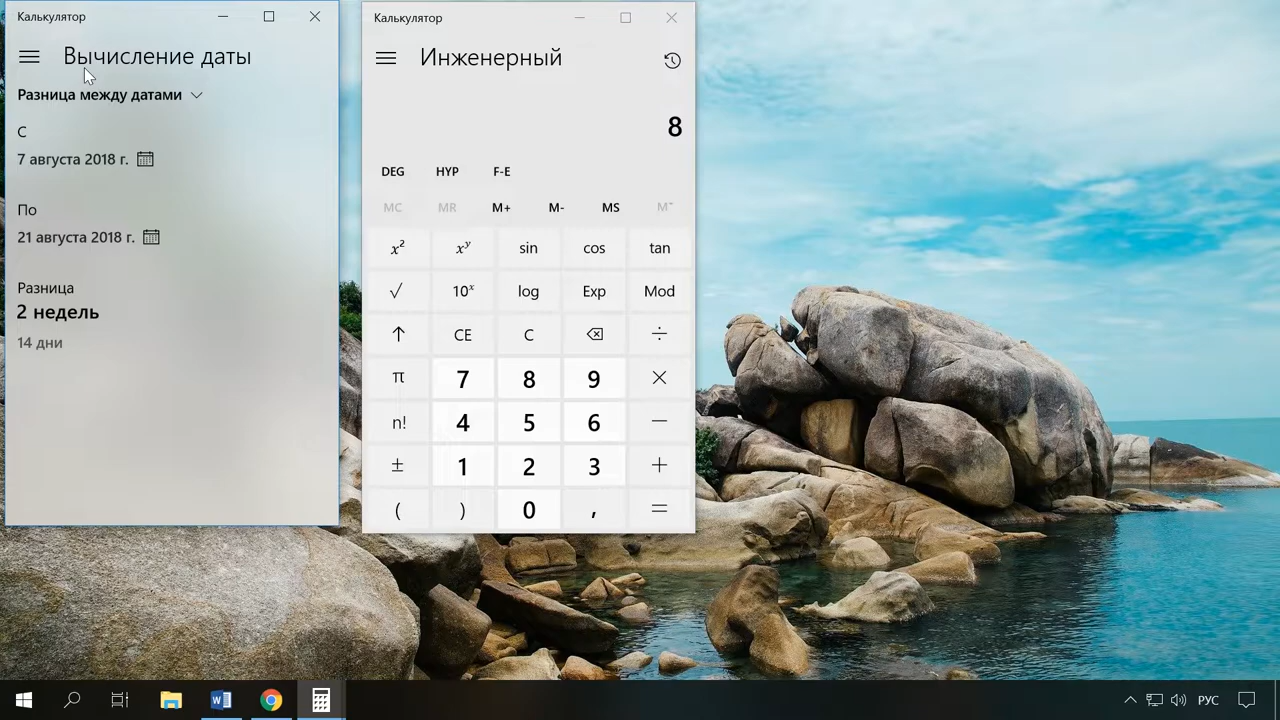 Калькулятор
Вычисление даты
Разница между датами
С
7 августа 2018 г.
По
21 августа 2018 г.
Разница
2 недель
14 дни
Калькулятор
Инженерный
8
DEG HYP F-E
MC MR M+ M- MS M˅
x² xʸ sin cos tan
√ 10ˣ log Exp Mod
↑ CE C ⌫ ÷
π 7 8 9 ×
n! 4 5 6 −
± 1 2 3 +
( ) 0 , =
РУС